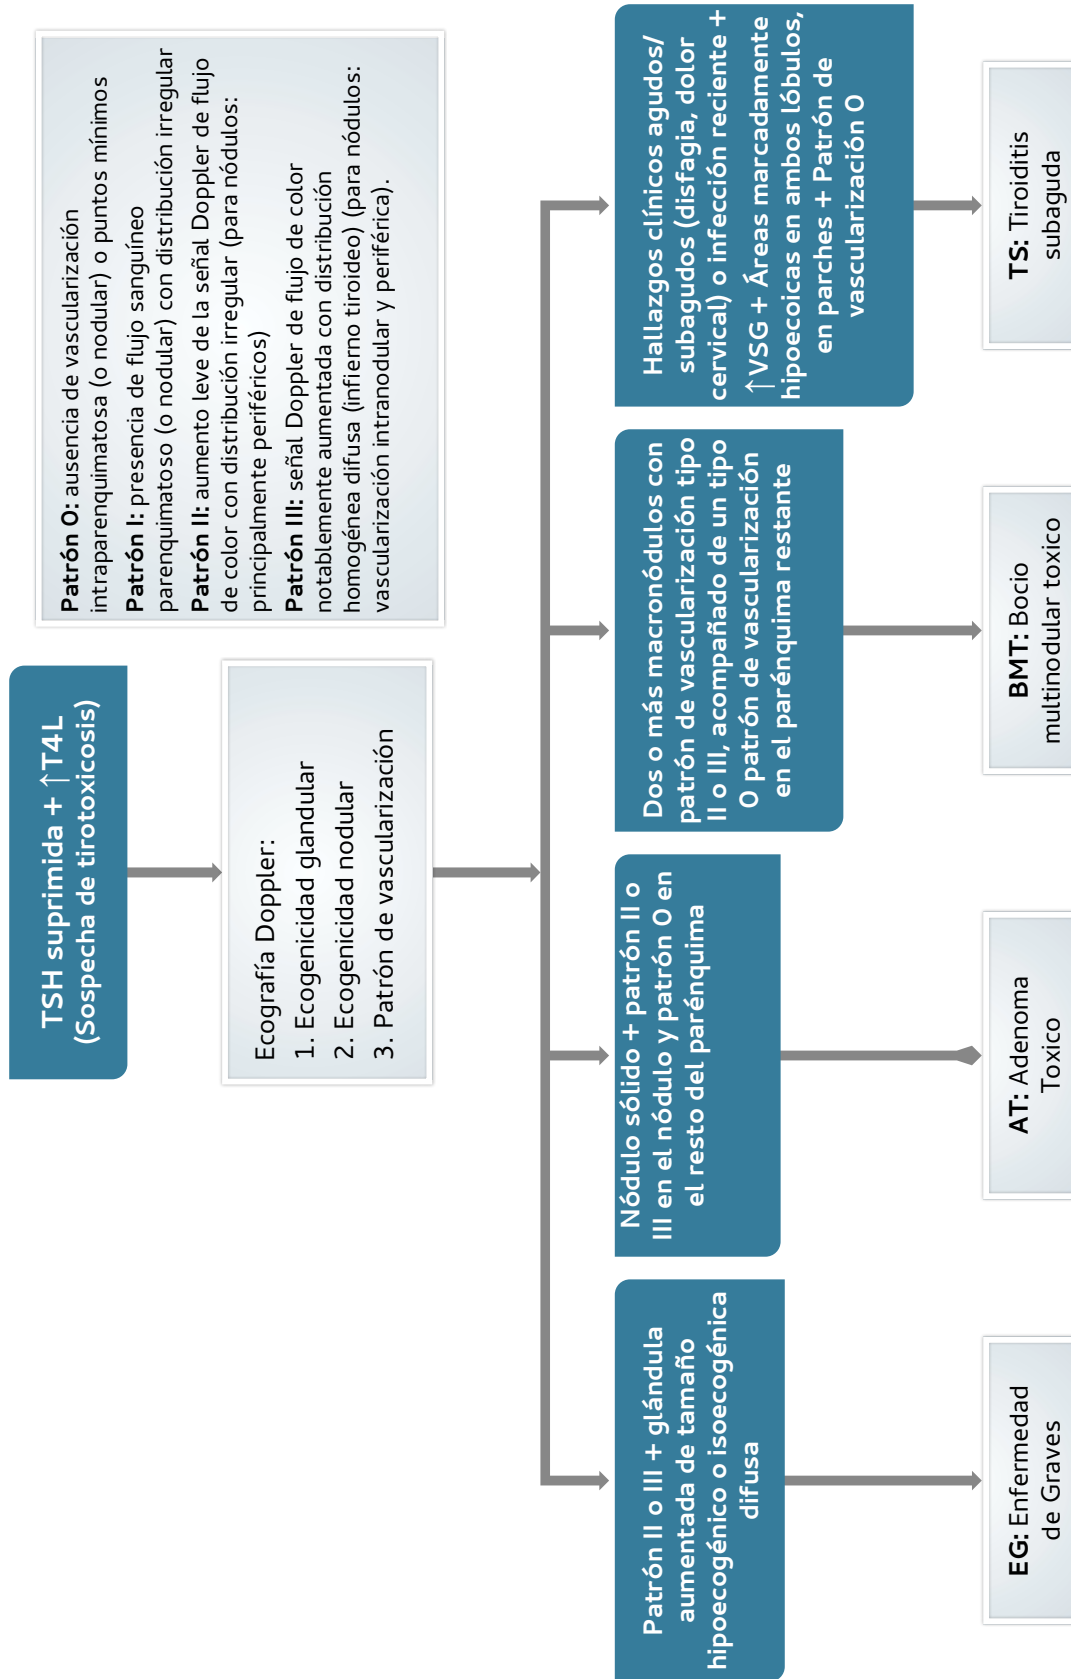 TSH suprimida + ↑T4L
(Sospecha de tirotoxicosis)
Patrón O: ausencia de vascularización
intraparenquimatosa (o nodular) o puntos mínimos
Patrón I: presencia de flujo sanguíneo
parenquimatoso (o nodular) con distribución irregular
Patrón II: aumento leve de la señal Doppler de flujo
de color con distribución irregular (para nódulos:
principalmente periféricos)
Patrón III: señal Doppler de flujo de color
notablemente aumentada con distribución
homogénea difusa (infierno tiroideo) (para nódulos:
vascularización intranodular y periférica).
Ecografía Doppler:
1. Ecogenicidad glandular
2. Ecogenicidad nodular
3. Patrón de vascularización
Patrón II o III + glándula
aumentada de tamaño
hipoecogénico o isoecogénica
difusa
Nódulo sólido + patrón II o
III en el nódulo y patrón O en
el resto del parénquima
Dos o más macronódulos con
patrón de vascularización tipo
II o III, acompañado de un tipo
O patrón de vascularización
en el parénquima restante
Hallazgos clínicos agudos/
subagudos (disfagia, dolor
cervical) o infección reciente +
↑VSG + Áreas marcadamente
hipoecoicas en ambos lóbulos,
en parches + Patrón de
vascularización O
EG: Enfermedad
de Graves
AT: Adenoma
Toxico
BMT: Bocio
multinodular toxico
TS: Tiroiditis
subaguda